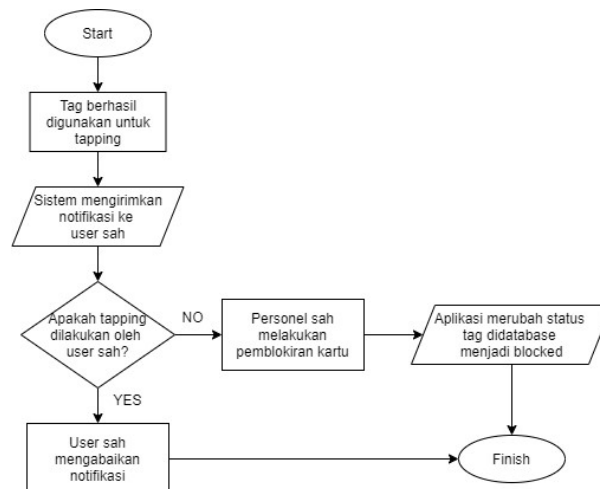 Start
Tag berhasil
digunakan untuk
tapping
Sistem mengirimkan
notifikasi ke
user sah
Apakah tapping
dilakukan oleh
user sah?
NO
Personel sah
melakukan
pemblokiran kartu
Aplikasi merubah status
tag didatabase
menjadi blocked
YES
User sah
mengabaikan
notifikasi
Finish